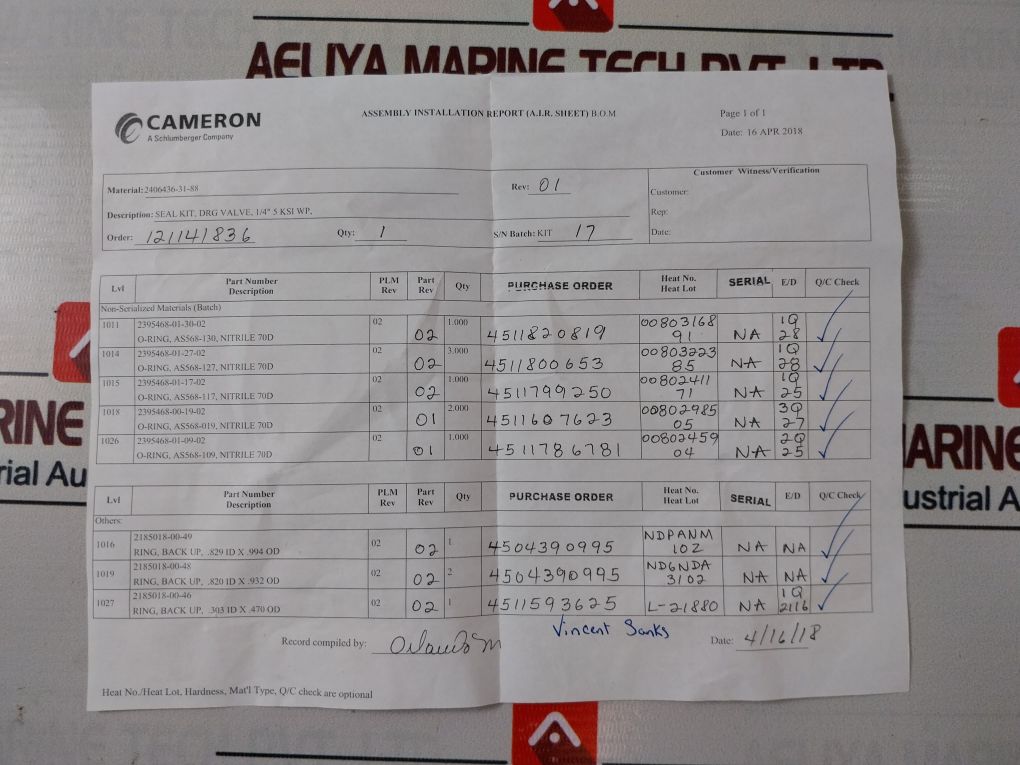 AELIYA MARINE TECH PVT. LTD
CAMERON
A Schlumberger Company
ASSEMBLY INSTALLATION REPORT (A.I.R. SHEET) B.O.M
Page 1 of 1
Date: 16 APR 2018
Material: 2406436-31-88
Rev: 01
Customer Witness/Verification
Customer:
Description: SEAL KIT, DRG VALVE, 1/4" 5 KSI WP,
Rep:
Order: 121141836 Qty: 1 S/N Batch: KIT 17
Date:
Lvl Part Number Description PLM Rev Part Rev Qty PURCHASE ORDER Heat No. Heat Lot SERIAL E/D Q/C Check
Non-Serialized Materials (Batch)
1011 2395468-01-30-02 02 02 1.000 4511820819 00803168 91 NA 1Q 28
O-RING, AS568-130, NITRILE 70D
1014 2395468-01-27-02 02 02 3.000 4511800653 00803223 85 NA 1Q 28
O-RING, AS568-127, NITRILE 70D
1015 2395468-01-17-02 02 02 1.000 4511799250 00802411 71 NA 1Q 25
O-RING, AS568-117, NITRILE 70D
1018 2395468-00-19-02 02 01 2.000 4511607623 00802985 05 NA 3Q 27
O-RING, AS568-019, NITRILE 70D
1026 2395468-01-09-02 02 01 1.000 4511786781 00802459 04 NA 2Q 25
O-RING, AS568-109, NITRILE 70D
Lvl Part Number Description PLM Rev Part Rev Qty PURCHASE ORDER Heat No. Heat Lot SERIAL E/D Q/C Check
Others:
1016 2185018-00-49 02 02 1 4504390995 NDPANM 102 NA NA
RING, BACK UP, .829 ID X .994 OD
1019 2185018-00-48 02 02 2 4504390995 NDGNDA 3102 NA NA
RING, BACK UP, .820 ID X .932 OD
1027 2185018-00-46 02 02 1 4511593625 L-21880 NA 1Q 2116
RING, BACK UP, .303 ID X .470 OD
Record compiled by: Orlando M Vincent Sanks Date: 4/16/18
Heat No./Heat Lot, Hardness, Mat'l Type, Q/C check are optional
RINE
rial Au
ARINE
ustrial A